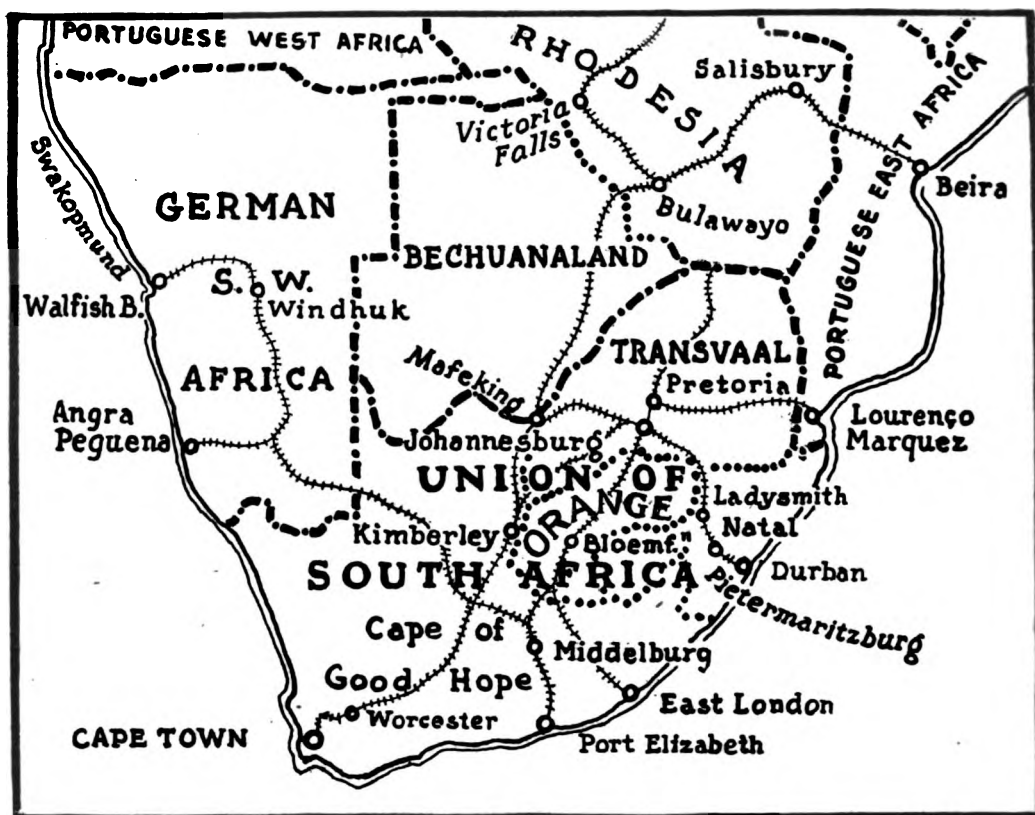 PORTUGUESE WEST AFRICA
RHODESIA
Salisbury
Victoria
Falls
PORTUGUESE EAST AFRICA
Beira
Swakopmund
GERMAN
Bulawayo
BECHUANALAND
S. W.
Walfish B.
Windhuk
TRANSVAAL
AFRICA
Mafeking
Pretoria
Angra
Peguena
Johannesburg
Lourenço
Marquez
UNION OF
ORANGE
Ladysmith
Natal
Kimberley
Bloemf.n
SOUTH AFRICA
Durban
Pietermaritzburg
Cape of
Good Hope
Middelburg
East London
Worcester
CAPE TOWN
Port Elizabeth